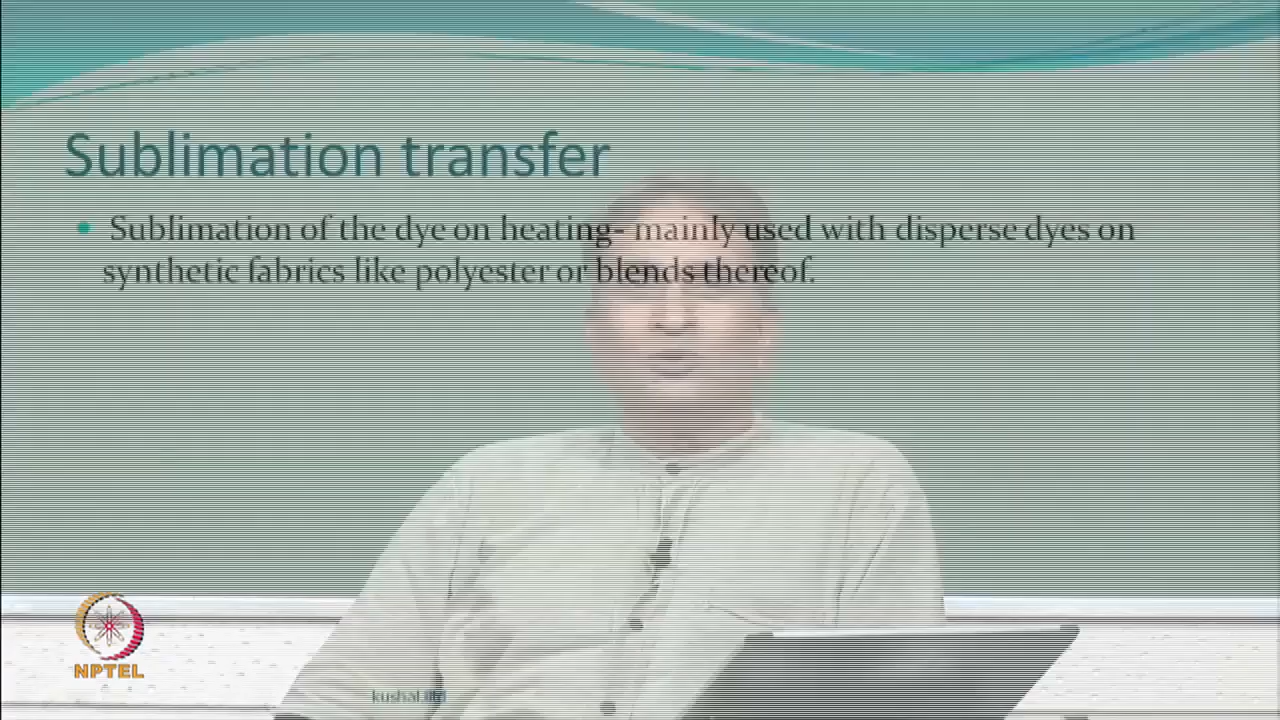 Sublimation transfer
Sublimation of the dye on heating- mainly used with disperse dyes on
synthetic fabrics like polyester or blends thereof.
NPTEL